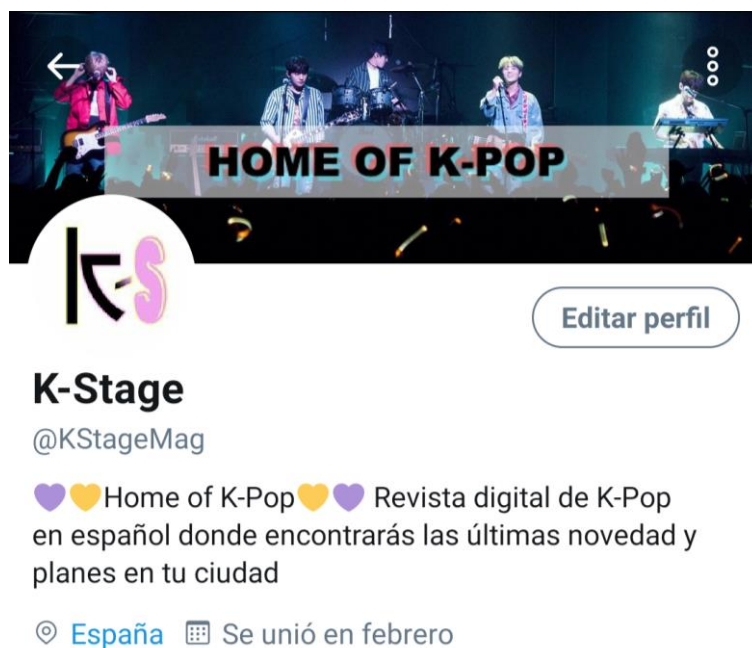 HOME OF K-POP
K-S
Editar perfil
K-Stage
@KStageMag
💜💛Home of K-Pop💛💜 Revista digital de K-Pop
en español donde encontrarás las últimas novedad y
planes en tu ciudad
España Se unió en febrero